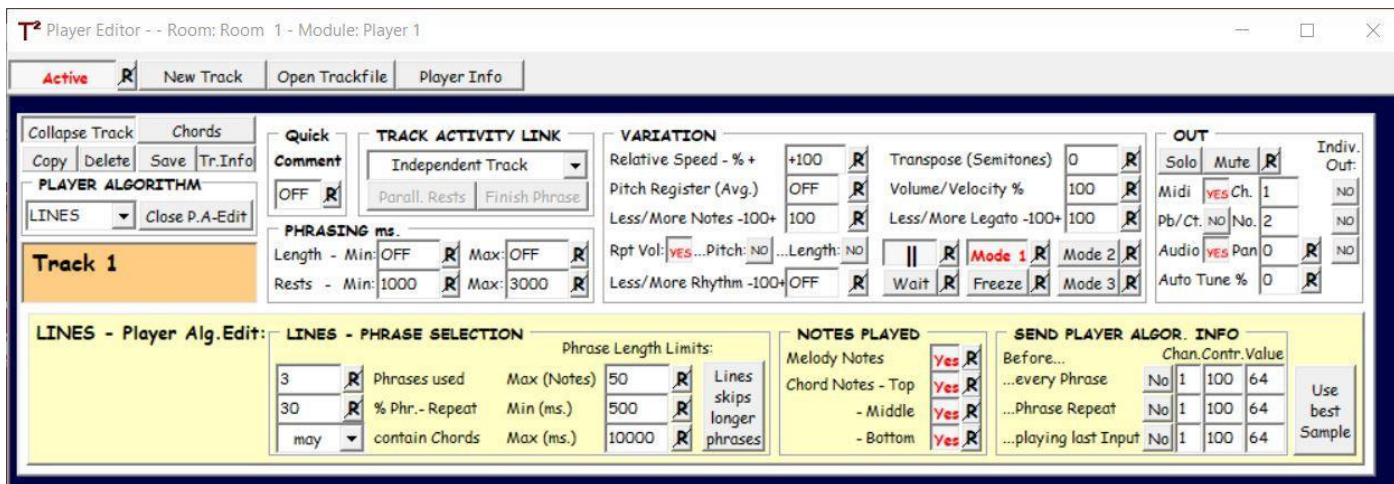 T² Player Editor - - Room: Room 1 - Module: Player 1
Active R New Track Open Trackfile Player Info
Collapse Track Chords
Copy Delete Save Tr.Info
PLAYER ALGORITHM
LINES Close P.A-Edit
Track 1
Quick
Comment
OFF R
TRACK ACTIVITY LINK
Independent Track
Parall. Rests Finish Phrase
PHRASING ms.
Length - Min: OFF R Max: OFF R
Rests - Min: 1000 R Max: 3000 R
VARIATION
Relative Speed - % + +100 R Transpose (Semitones) 0 R
Pitch Register (Avg.) OFF R Volume/Velocity % 100 R
Less/More Notes -100+ 100 R Less/More Legato -100+ 100 R
Rpt Vol: YES ...Pitch: NO ...Length: NO || R Mode 1 R Mode 2 R
Less/More Rhythm -100+ OFF R Wait R Freeze R Mode 3 R
OUT
Indiv.
Out:
Solo Mute R
Midi YES Ch. 1 NO
Pb/Ct. NO No. 2 NO
Audio YES Pan 0 R NO
Auto Tune % 0 R
LINES - Player Alg.Edit:
LINES - PHRASE SELECTION
Phrase Length Limits:
3 R Phrases used Max (Notes) 50 R
30 R % Phr.- Repeat Min (ms.) 500 R
may contain Chords Max (ms.) 10000 R
Lines
skips
longer
phrases
NOTES PLAYED
Melody Notes Yes R
Chord Notes - Top Yes R
- Middle Yes R
- Bottom Yes R
SEND PLAYER ALGOR. INFO
Before... Chan. Contr. Value
...every Phrase No 1 100 64
...Phrase Repeat No 1 100 64
...playing last Input No 1 100 64
Use
best
Sample